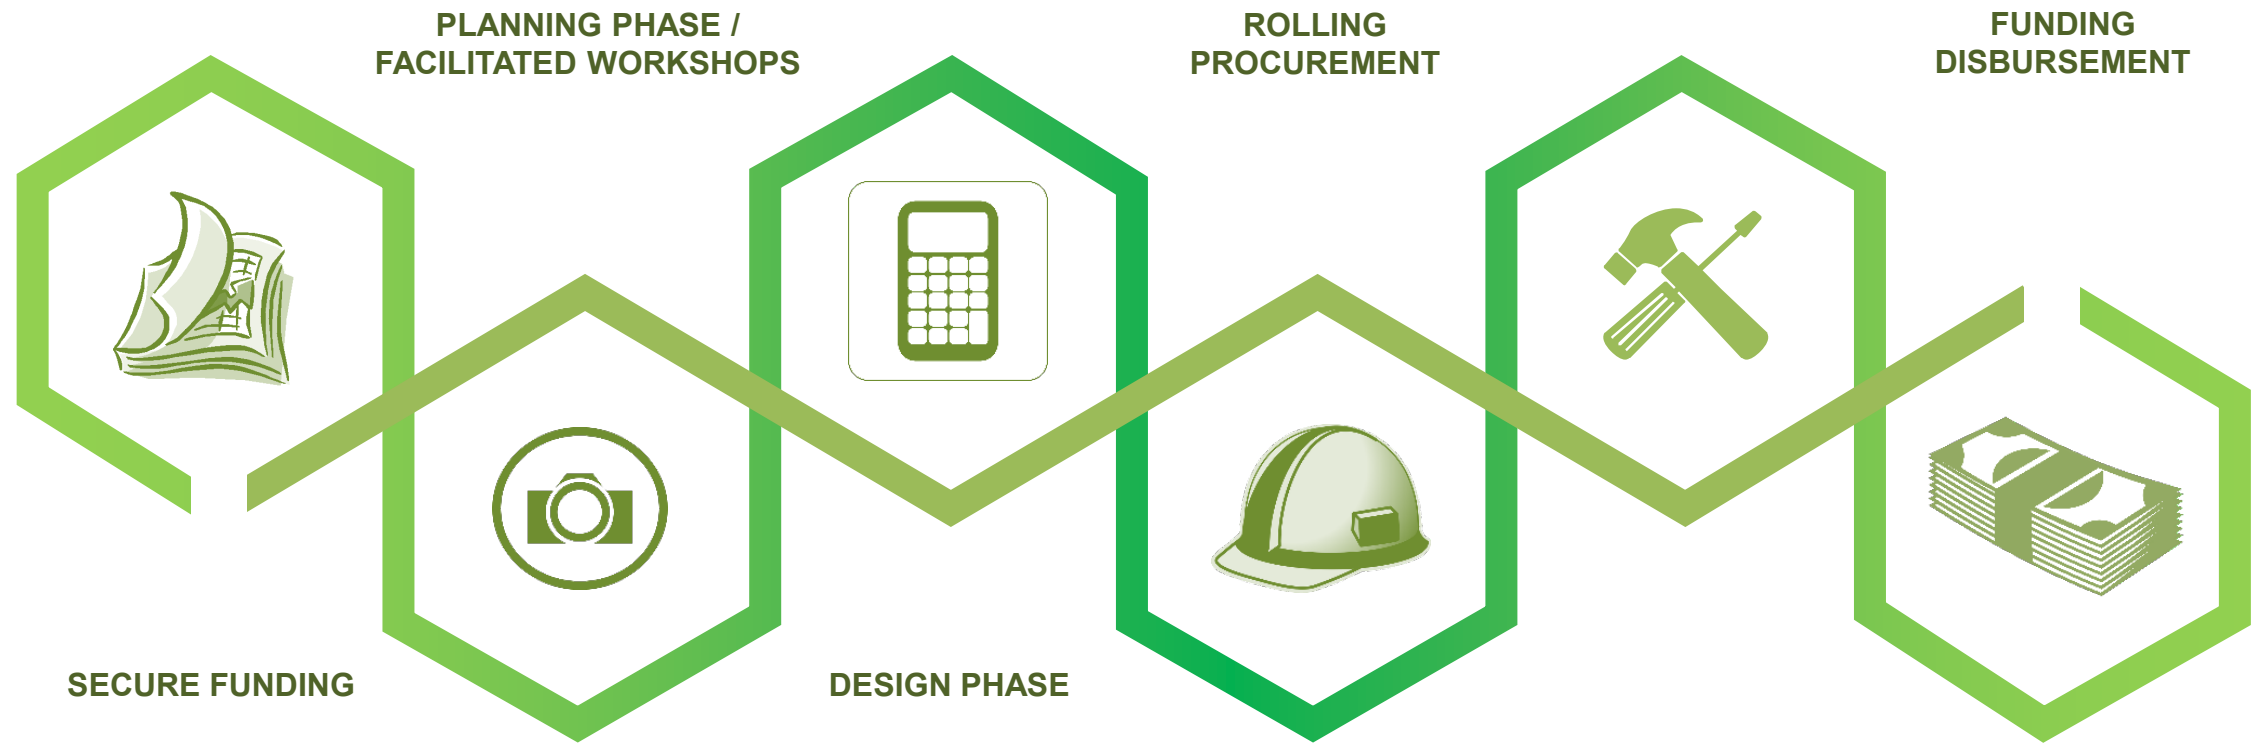 PLANNING PHASE /
FACILITATED WORKSHOPS
ROLLING
PROCUREMENT
FUNDING
DISBURSEMENT
SECURE FUNDING
DESIGN PHASE